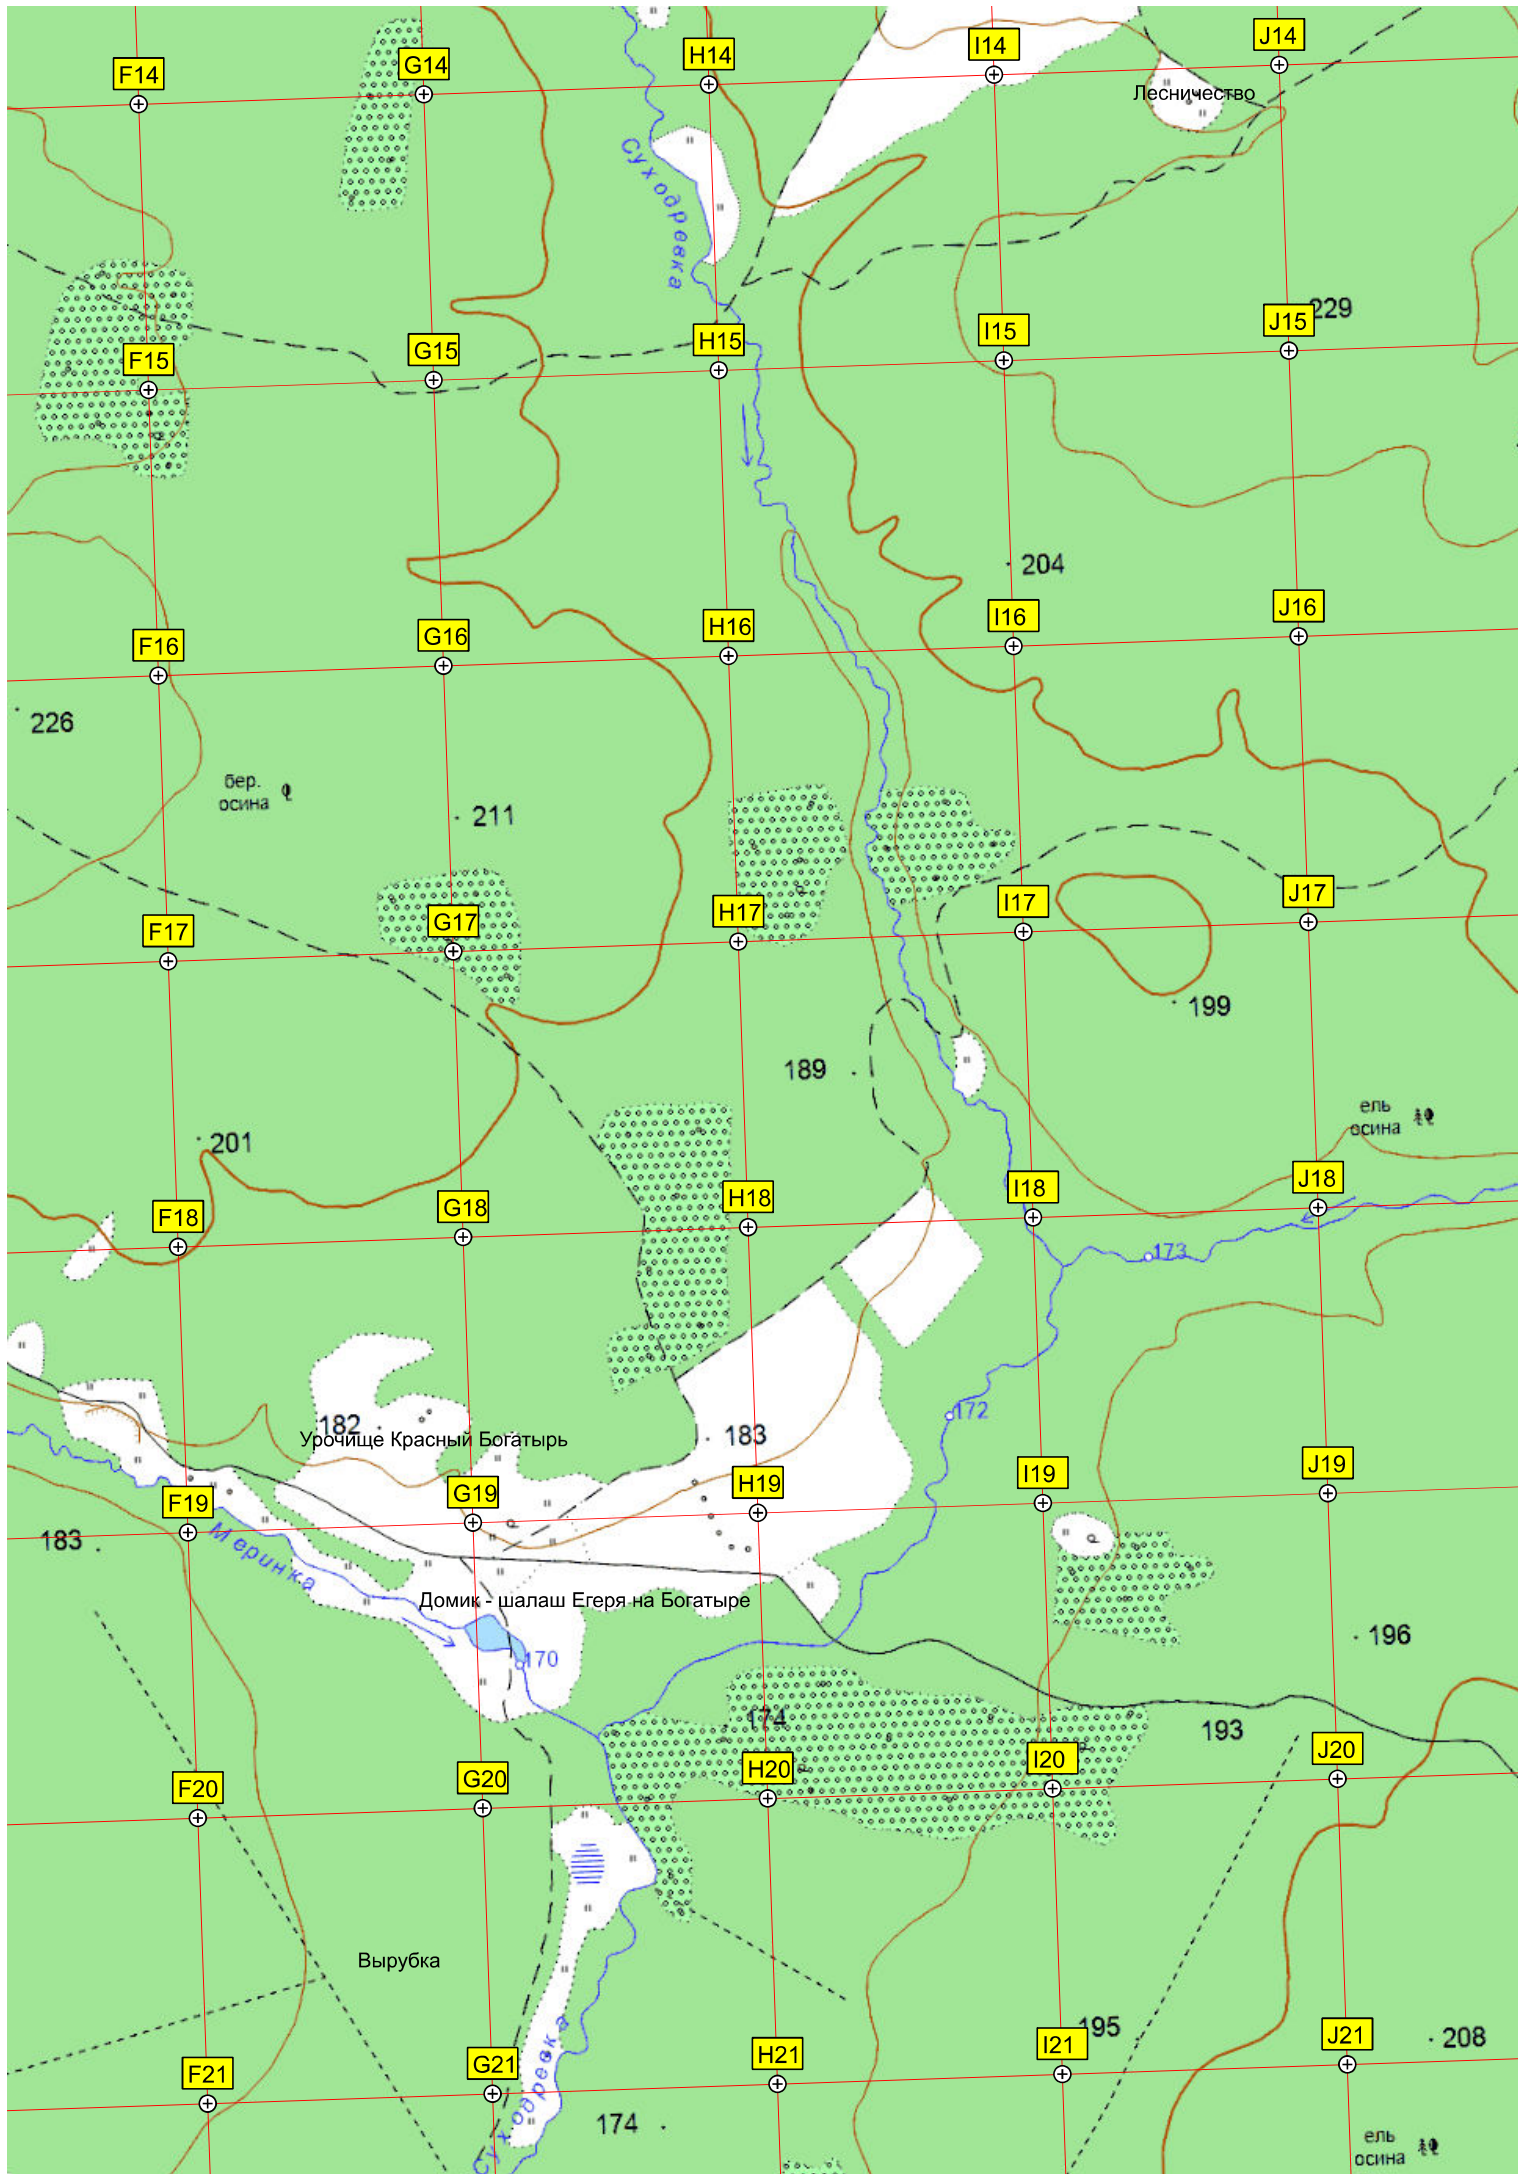 J14
I14
H14
G14
F14
Лесничество
Суходревка
229
J15
I15
H15
G15
F15
204
J16
I16
H16
G16
F16
226
бер.
осина
211
J17
I17
H17
G17
F17
199
189
ель
осина
201
J18
I18
H18
G18
F18
173
172
182
183
Урочище Красный Богатырь
J19
I19
H19
G19
F19
183
Меринка
Домик - шалаш Егеря на Богатыре
196
170
174
193
J20
I20
H20
G20
F20
Вырубка
195
208
Суходревка
J21
I21
H21
G21
F21
174
ель
осина